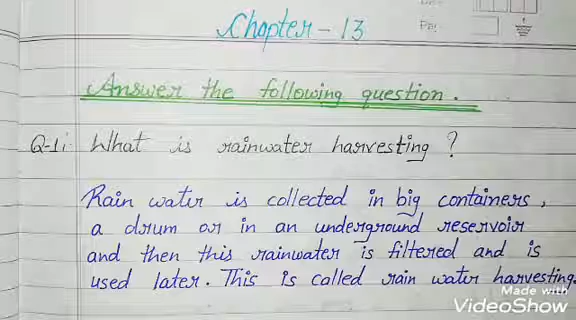 Chapter - 13
Answer the following question.
Q-1: What is rainwater harvesting?
Rain water is collected in big containers,
a drum or in an underground reservoir
and then this rainwater is filtered and is
used later. This is called rain water harvesting.
Made with
VideoShow